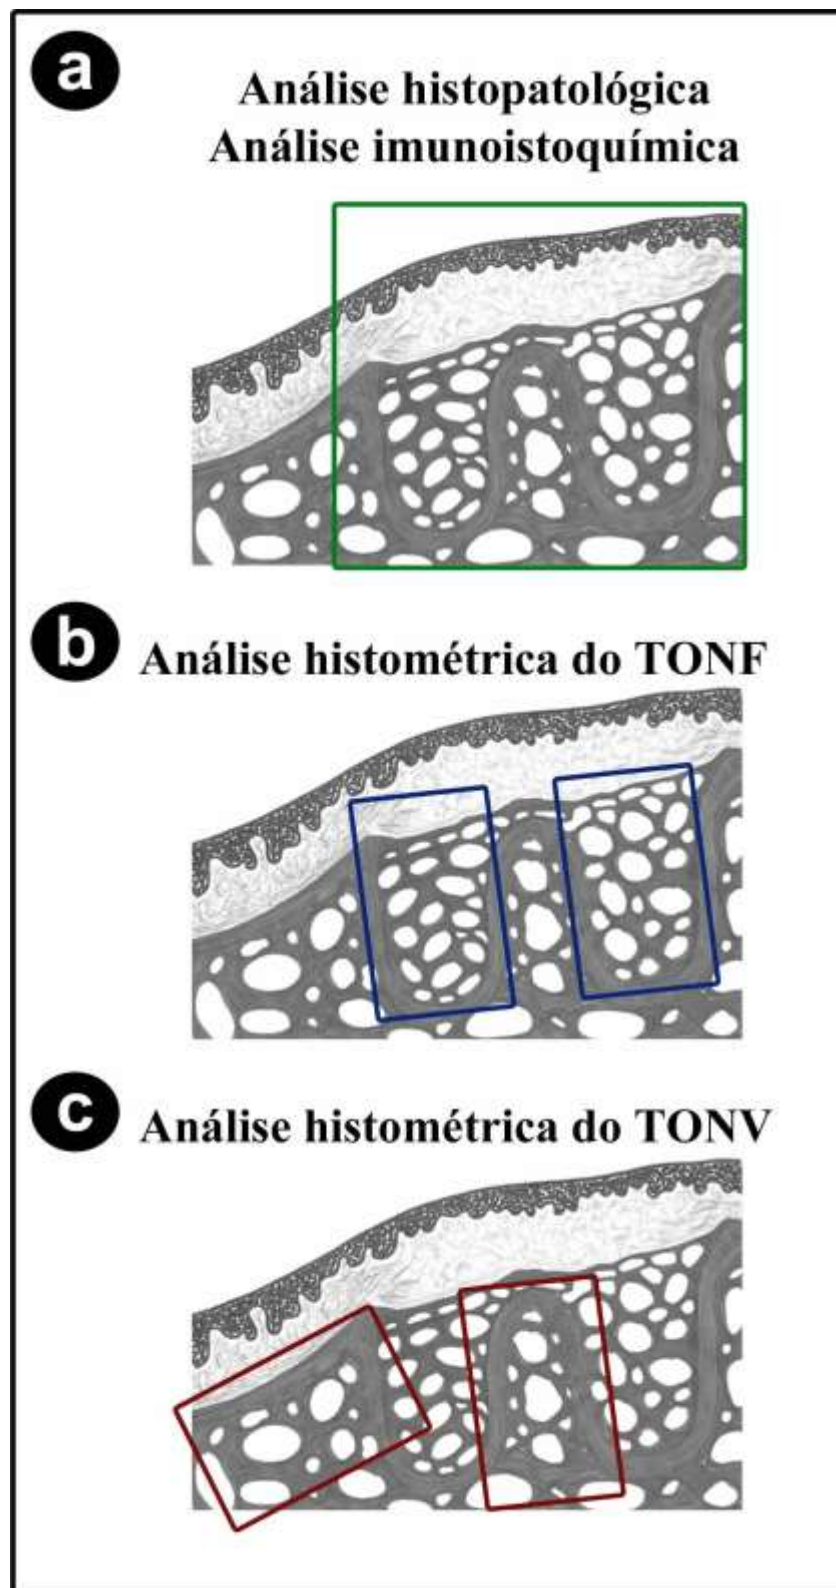 a
Análise histopatológica
Análise imunoistoquímica
b
Análise histométrica do TONF
c
Análise histométrica do TONV